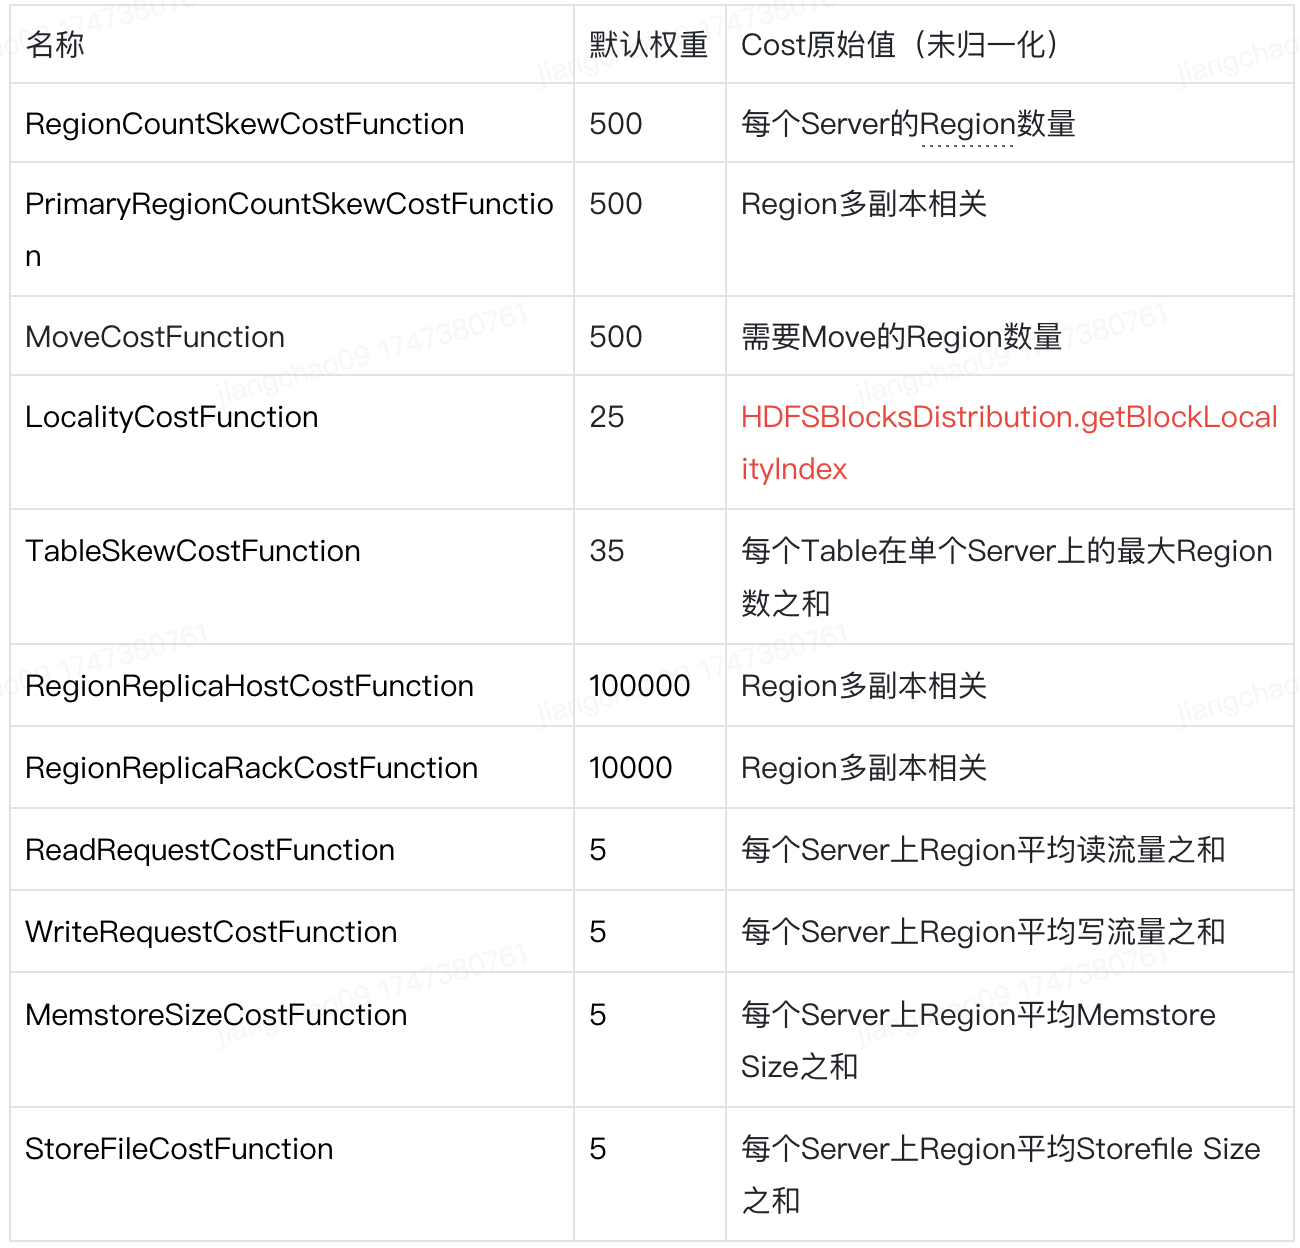 名称 默认权重 Cost原始值（未归一化）
RegionCountSkewCostFunction 500 每个Server的Region数量
PrimaryRegionCountSkewCostFunctio 500 Region多副本相关
n
MoveCostFunction 500 需要Move的Region数量
LocalityCostFunction 25 HDFSBlocksDistribution.getBlockLocal
ityIndex
TableSkewCostFunction 35 每个Table在单个Server上的最大Region
数之和
RegionReplicaHostCostFunction 100000 Region多副本相关
RegionReplicaRackCostFunction 10000 Region多副本相关
ReadRequestCostFunction 5 每个Server上Region平均读流量之和
WriteRequestCostFunction 5 每个Server上Region平均写流量之和
MemstoreSizeCostFunction 5 每个Server上Region平均Memstore
Size之和
StoreFileCostFunction 5 每个Server上Region平均Storefile Size
之和
jiangchao09 1747380761
jiangchao09 1747380761
jiangchao09 1747380761
jiangchao09 1747380761